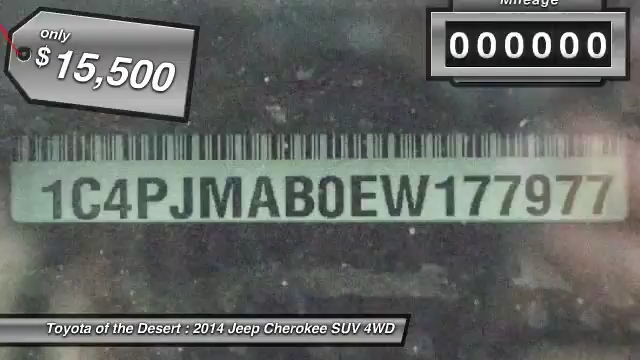 Mileage
only
$15,500
000000
1C4PJMAB0EW177977
Toyota of the Desert : 2014 Jeep Cherokee SUV 4WD